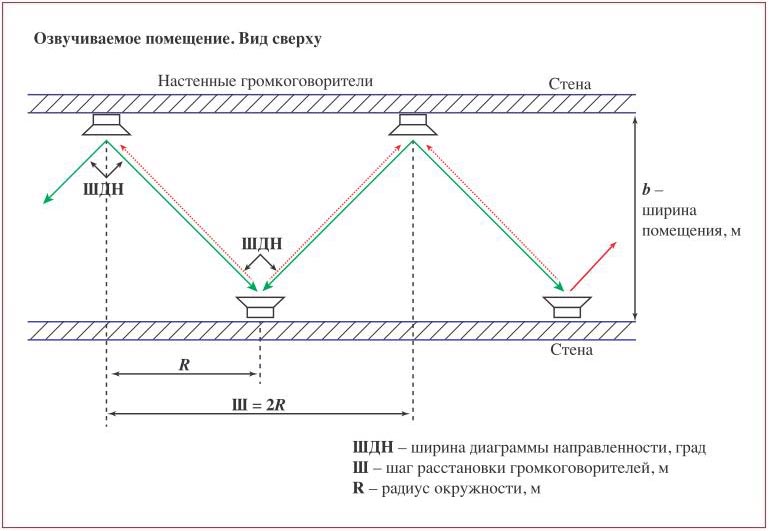 Озвучиваемое помещение. Вид сверху
Настенные громкоговорители
Стена
ШДН
ШДН
b –
ширина
помещения, м
Стена
R
Ш = 2R
ШДН – ширина диаграммы направленности, град
Ш – шаг расстановки громкоговорителей, м
R – радиус окружности, м